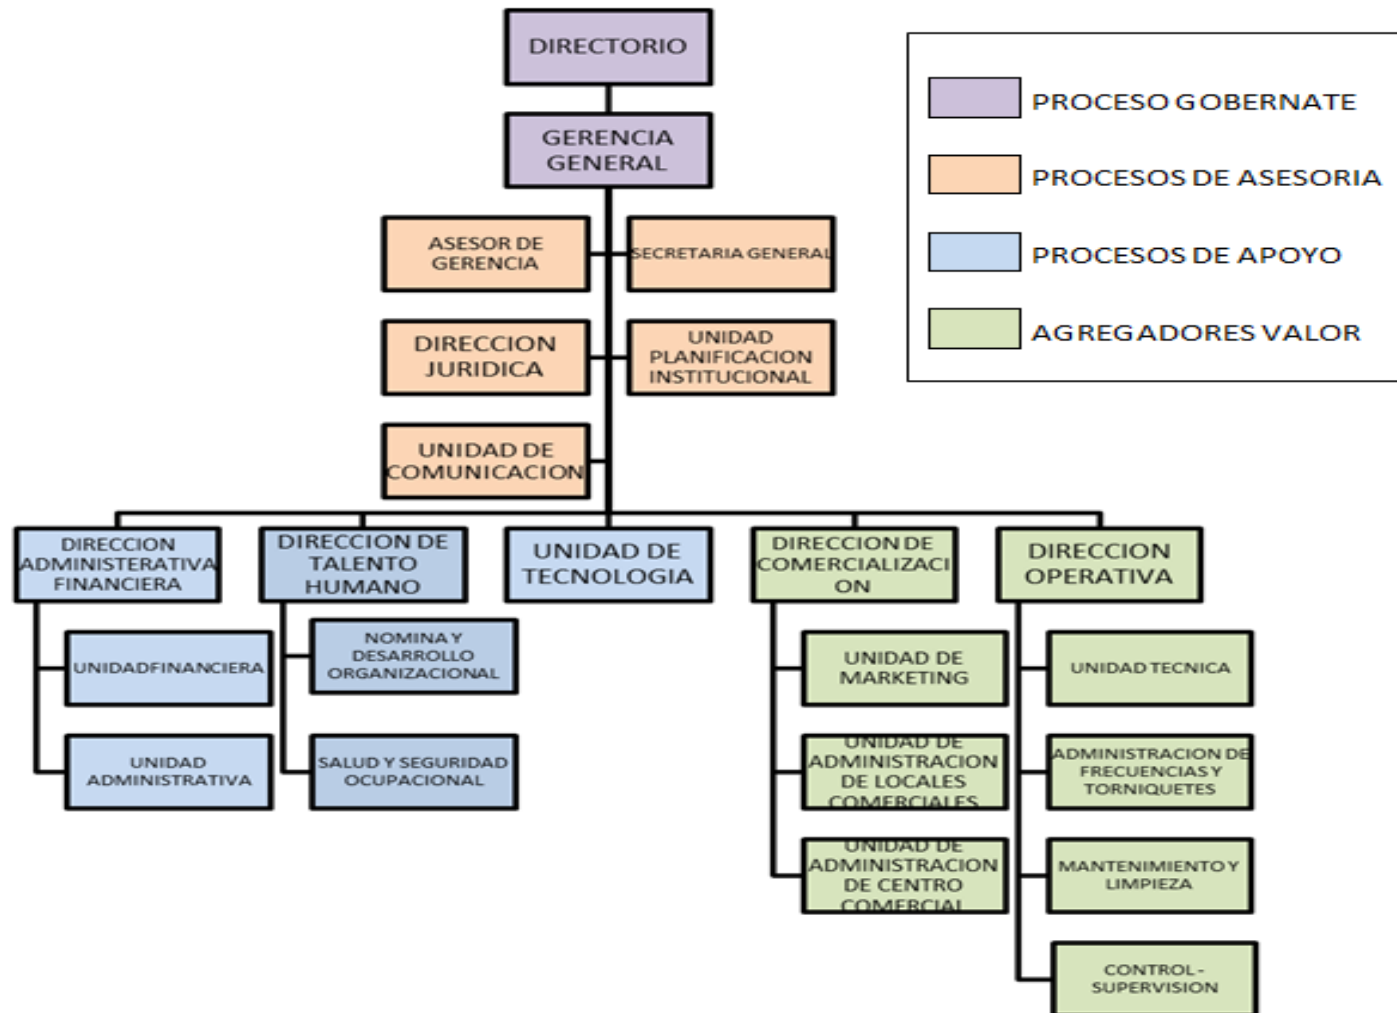 DIRECTORIO
GERENCIA
GENERAL
ASESOR DE
GERENCIA
SECRETARIA GENERAL
DIRECCION
JURIDICA
UNIDAD
PLANIFICACION
INSTITUCIONAL
UNIDAD DE
COMUNICACION
PROCESO GOBERNATE
PROCESOS DE ASESORIA
PROCESOS DE APOYO
AGREGADORES VALOR
DIRECCION
ADMINISTERATIVA
FINANCIERA
UNIDAD FINANCIERA
UNIDAD
ADMINISTRATIVA
DIRECCION DE
TALENTO
HUMANO
NOMINA Y
DESARROLLO
ORGANIZACIONAL
SALUD Y SEGURIDAD
OCUPACIONAL
UNIDAD DE
TECNOLOGIA
DIRECCION DE
COMERCIALIZACI
ON
UNIDAD DE
MARKETING
UNIDAD DE
ADMINISTRACION
DE LOCALES
COMERCIALES
UNIDAD DE
ADMINISTRACION
DE CENTRO
COMERCIAL
DIRECCION
OPERATIVA
UNIDAD TECNICA
ADMINISTRACION DE
FRECUENCIAS Y
TORNIQUETES
MANTENIMIENTO Y
LIMPIEZA
CONTROL -
SUPERVISION